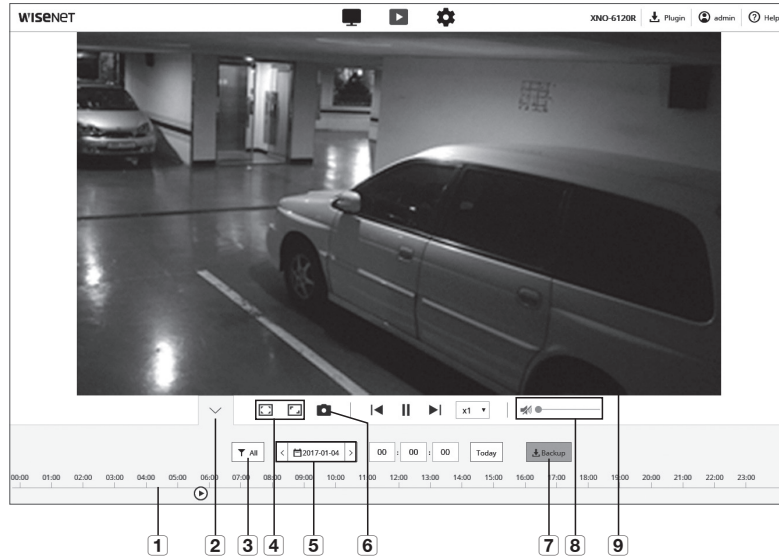 WISENET
XNO-6120R Plugin admin Help
x1
All 2017-01-04 00 : 00 : 00 Today Backup
00:00 01:00 02:00 03:00 04:00 05:00 06:00 07:00 08:00 09:00 10:00 11:00 12:00 13:00 14:00 15:00 16:00 17:00 18:00 19:00 20:00 21:00 22:00 23:00
1 2 3 4 5 6 7 8 9